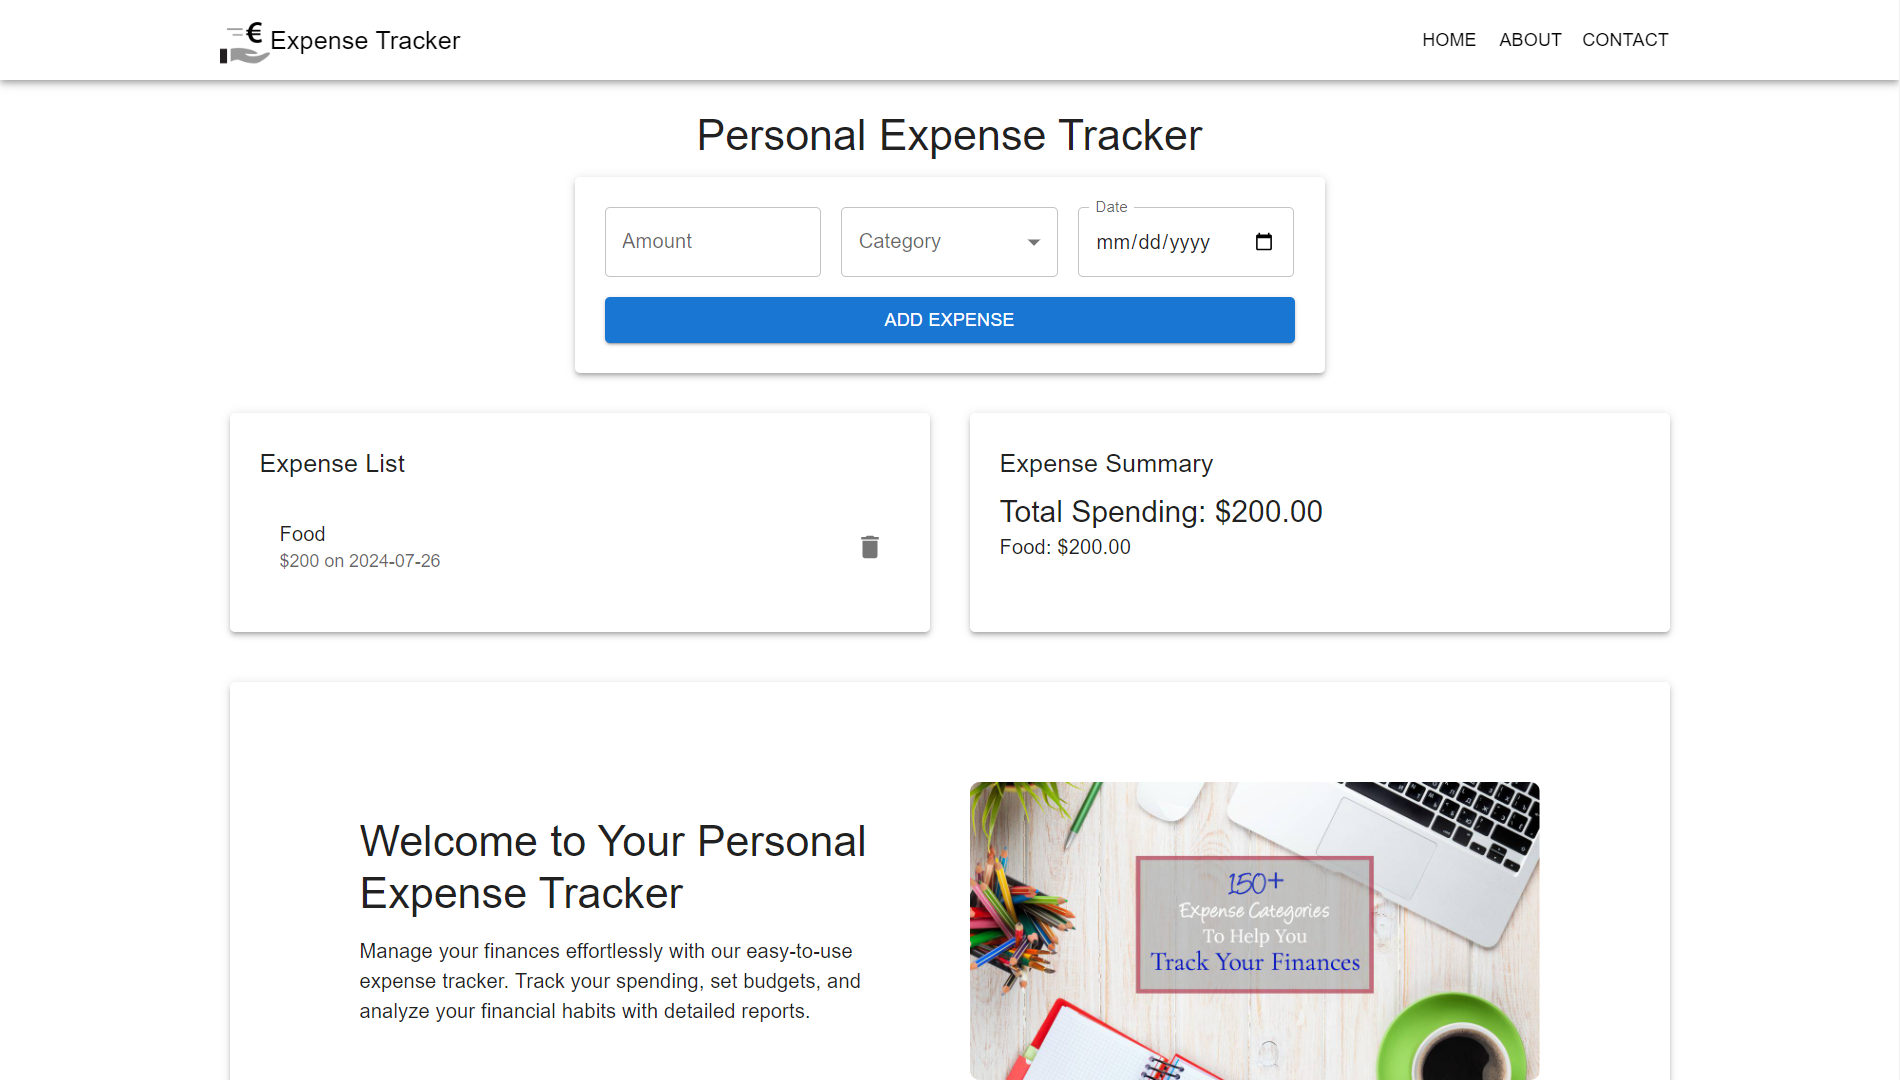 €
Expense Tracker
HOME ABOUT CONTACT
Personal Expense Tracker
Amount
Category
Date
mm/dd/yyyy
ADD EXPENSE
Expense List
Food
$200 on 2024-07-26
Expense Summary
Total Spending: $200.00
Food: $200.00
Welcome to Your Personal
Expense Tracker
Manage your finances effortlessly with our easy-to-use
expense tracker. Track your spending, set budgets, and
analyze your financial habits with detailed reports.
150+
Expense Categories
To Help You
Track Your Finances